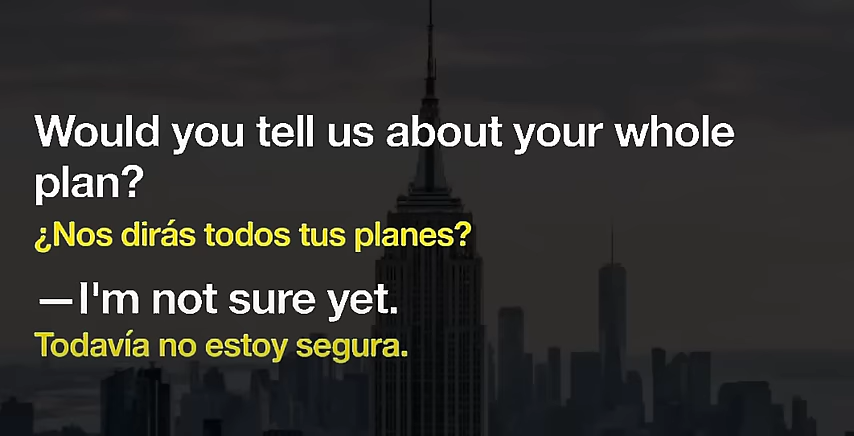 Would you tell us about your whole
plan?
¿Nos dirás todos tus planes?
—I'm not sure yet.
Todavía no estoy segura.